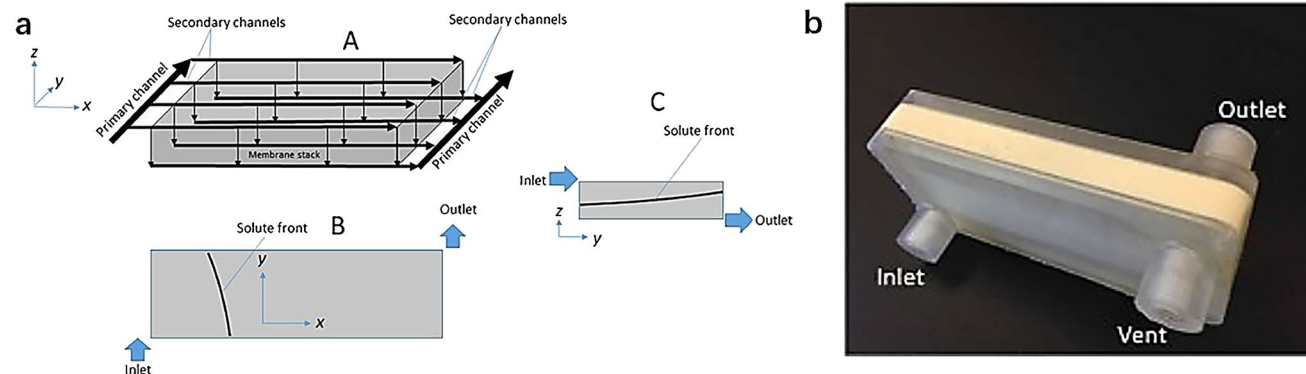 a
Secondary channels
A
Secondary channels
z
y
x
Primary channel
Membrane stack
Primary channel
C
Solute front
Inlet
Outlet
z
y
B
Solute front
Outlet
y
x
Inlet
b
Outlet
Inlet
Vent